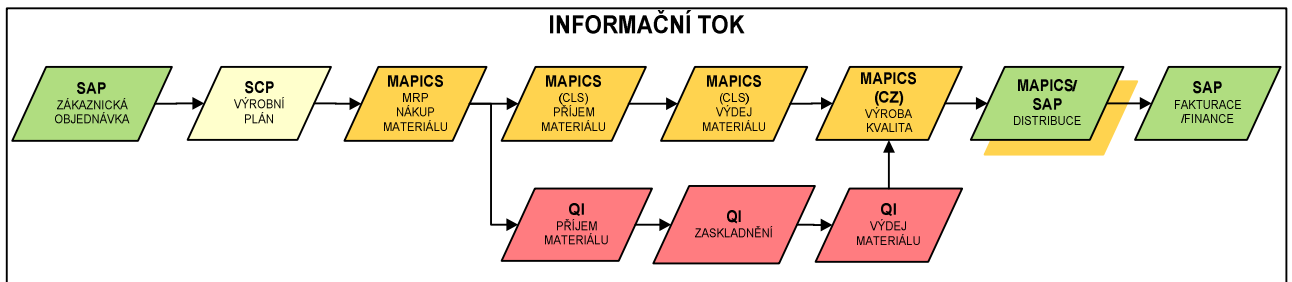 INFORMAČNÍ TOK
SAP
ZÁKAZNICKÁ
OBJEDNÁVKA
SCP
VÝROBNÍ
PLÁN
MAPICS
MRP
NÁKUP
MATERIÁLU
MAPICS
(CLS)
PŘÍJEM
MATERIÁLU
MAPICS
(CLS)
VÝDEJ
MATERIÁLU
MAPICS
(CZ)
VÝROBA
KVALITA
MAPICS/
SAP
DISTRIBUCE
SAP
FAKTURACE
/FINANCE
QI
PŘÍJEM
MATERIÁLU
QI
ZASKLADNĚNÍ
QI
VÝDEJ
MATERIÁLU